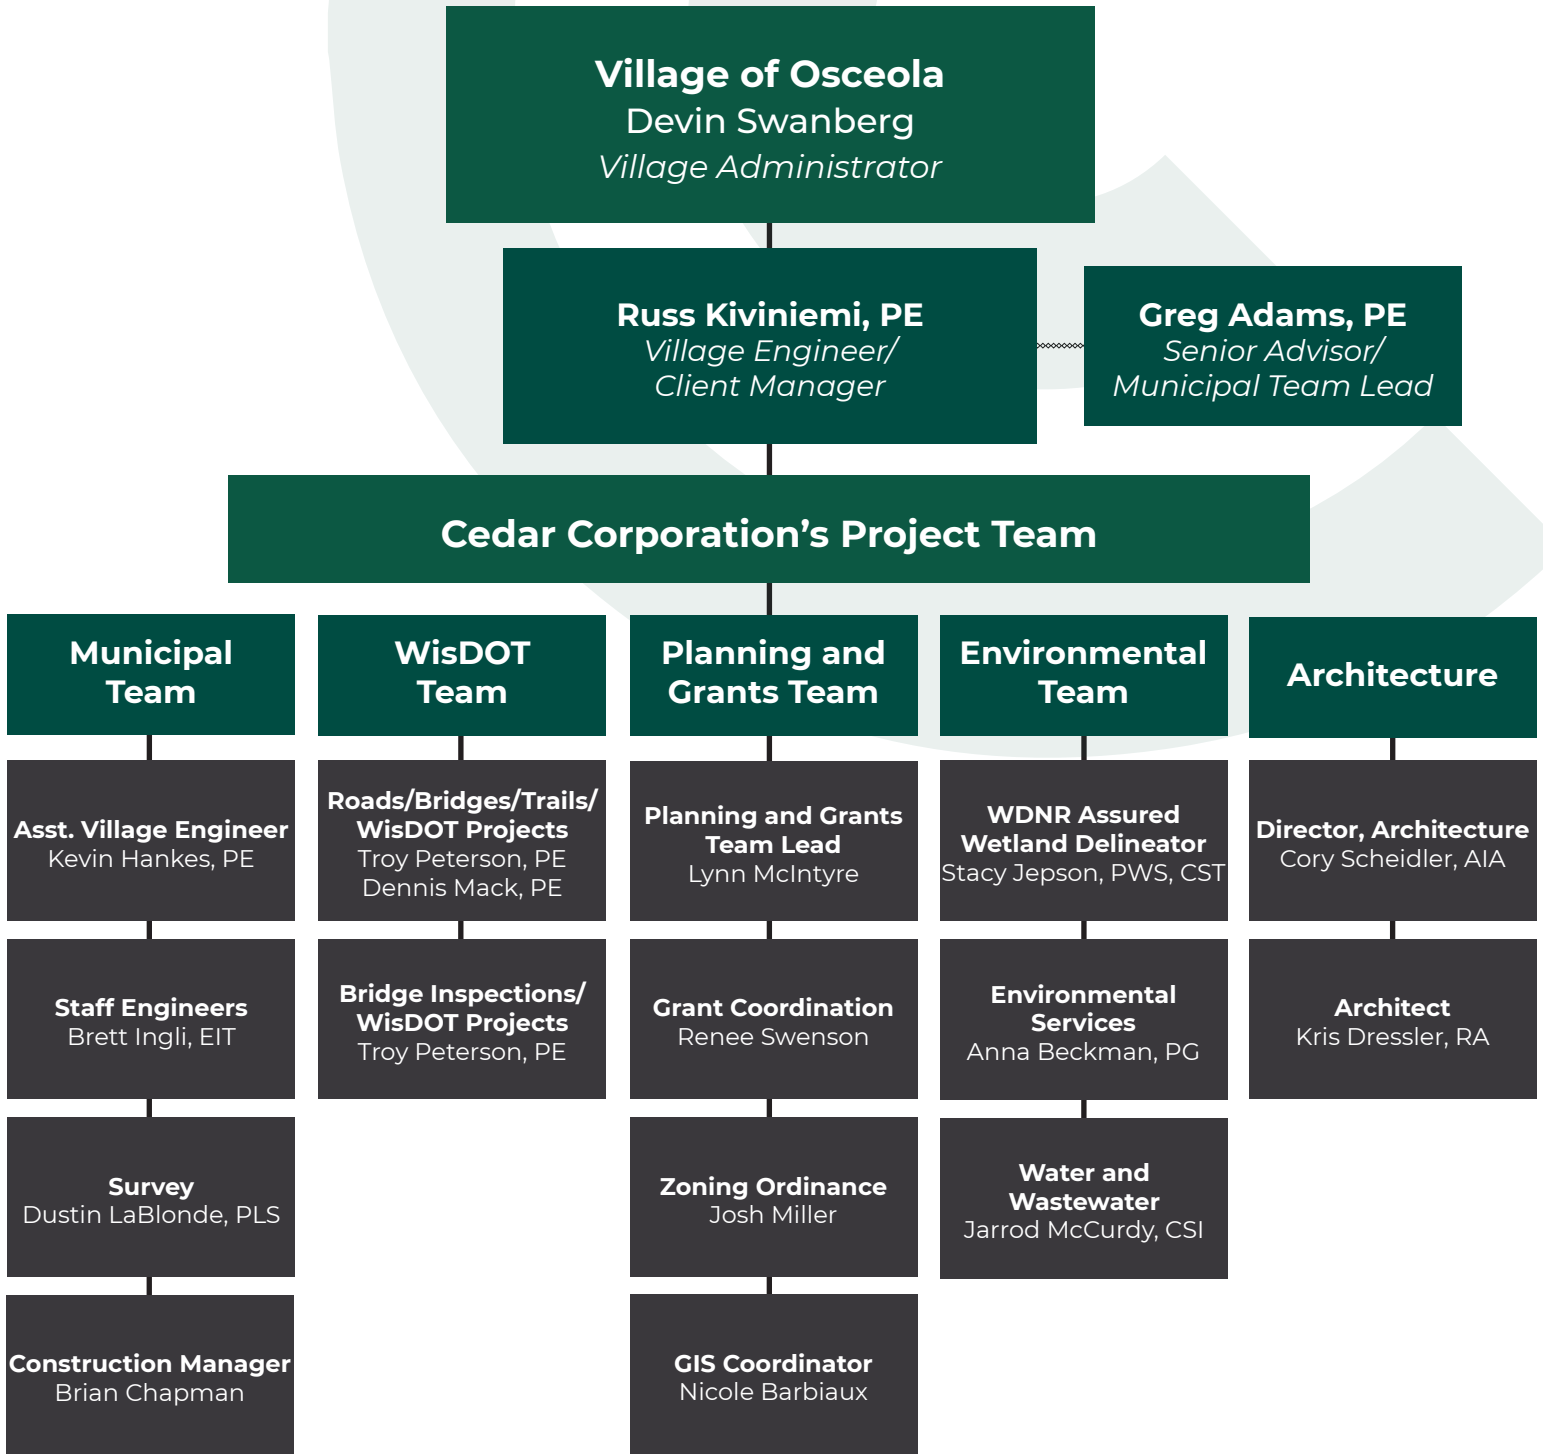 Village of Osceola
Devin Swanberg
Village Administrator
Russ Kiviniemi, PE
Village Engineer/
Client Manager
Greg Adams, PE
Senior Advisor/
Municipal Team Lead
Cedar Corporation’s Project Team
Municipal
Team
Asst. Village Engineer
Kevin Hankes, PE
Staff Engineers
Brett Ingli, EIT
Survey
Dustin LaBlonde, PLS
Construction Manager
Brian Chapman
WisDOT
Team
Roads/Bridges/Trails/
WisDOT Projects
Troy Peterson, PE
Dennis Mack, PE
Bridge Inspections/
WisDOT Projects
Troy Peterson, PE
Planning and
Grants Team
Planning and Grants
Team Lead
Lynn McIntyre
Grant Coordination
Renee Swenson
Zoning Ordinance
Josh Miller
GIS Coordinator
Nicole Barbiaux
Environmental
Team
WDNR Assured
Wetland Delineator
Stacy Jepson, PWS, CST
Environmental
Services
Anna Beckman, PG
Water and
Wastewater
Jarrod McCurdy, CSI
Architecture
Director, Architecture
Cory Scheidler, AIA
Architect
Kris Dressler, RA